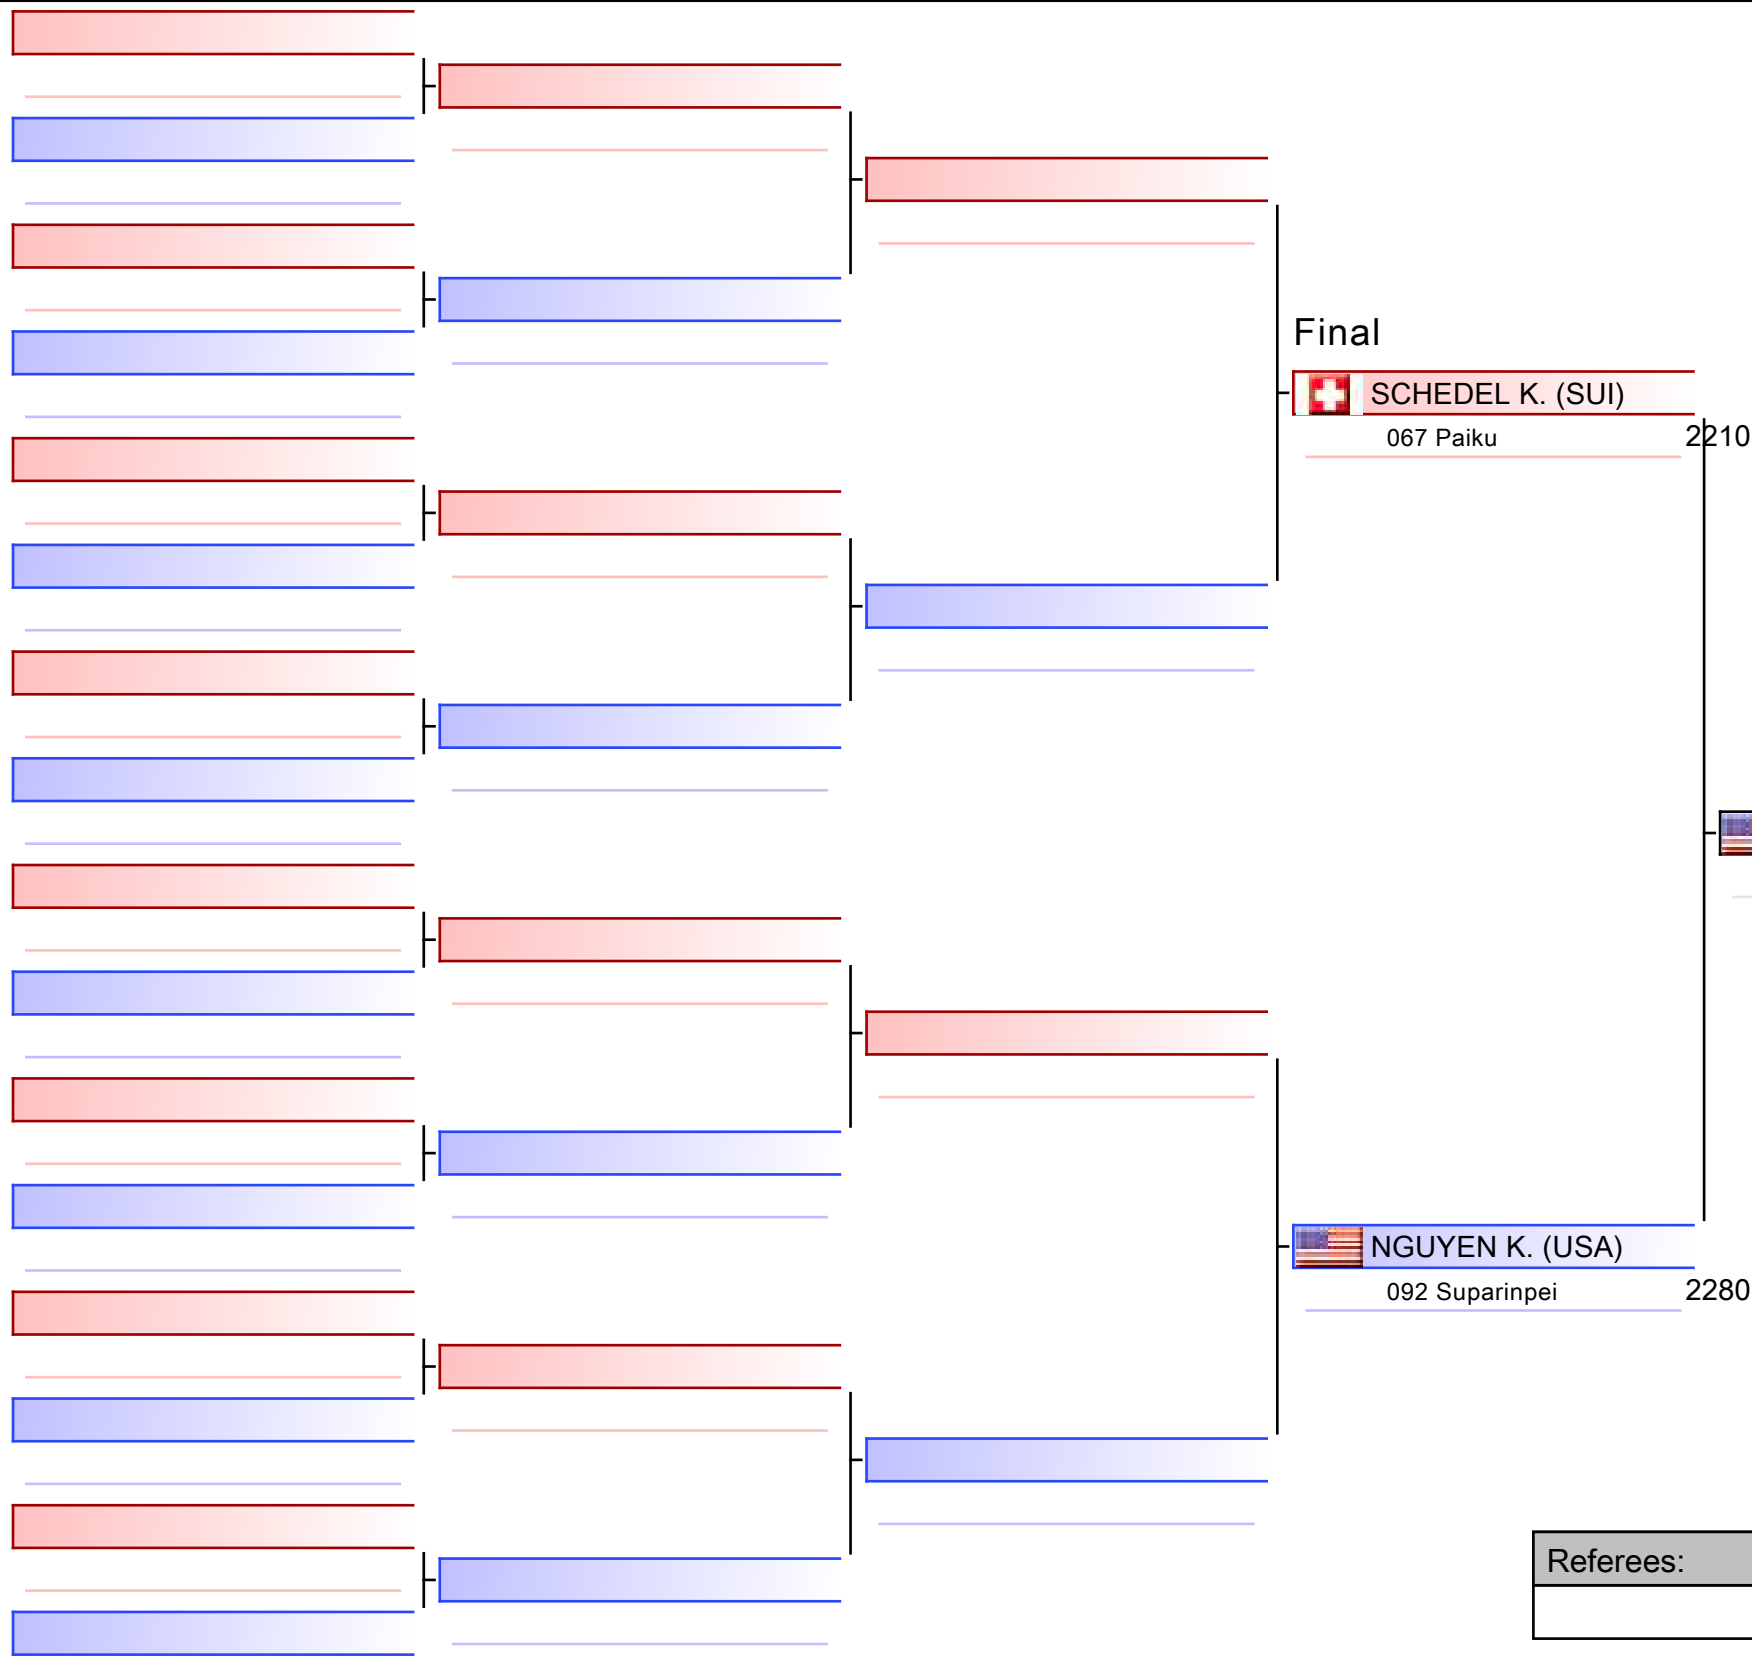 Final
SCHEDEL K. (SUI)
067 Paiku 2210
NGUYEN K. (USA)
092 Suparinpei 2280
Referees: